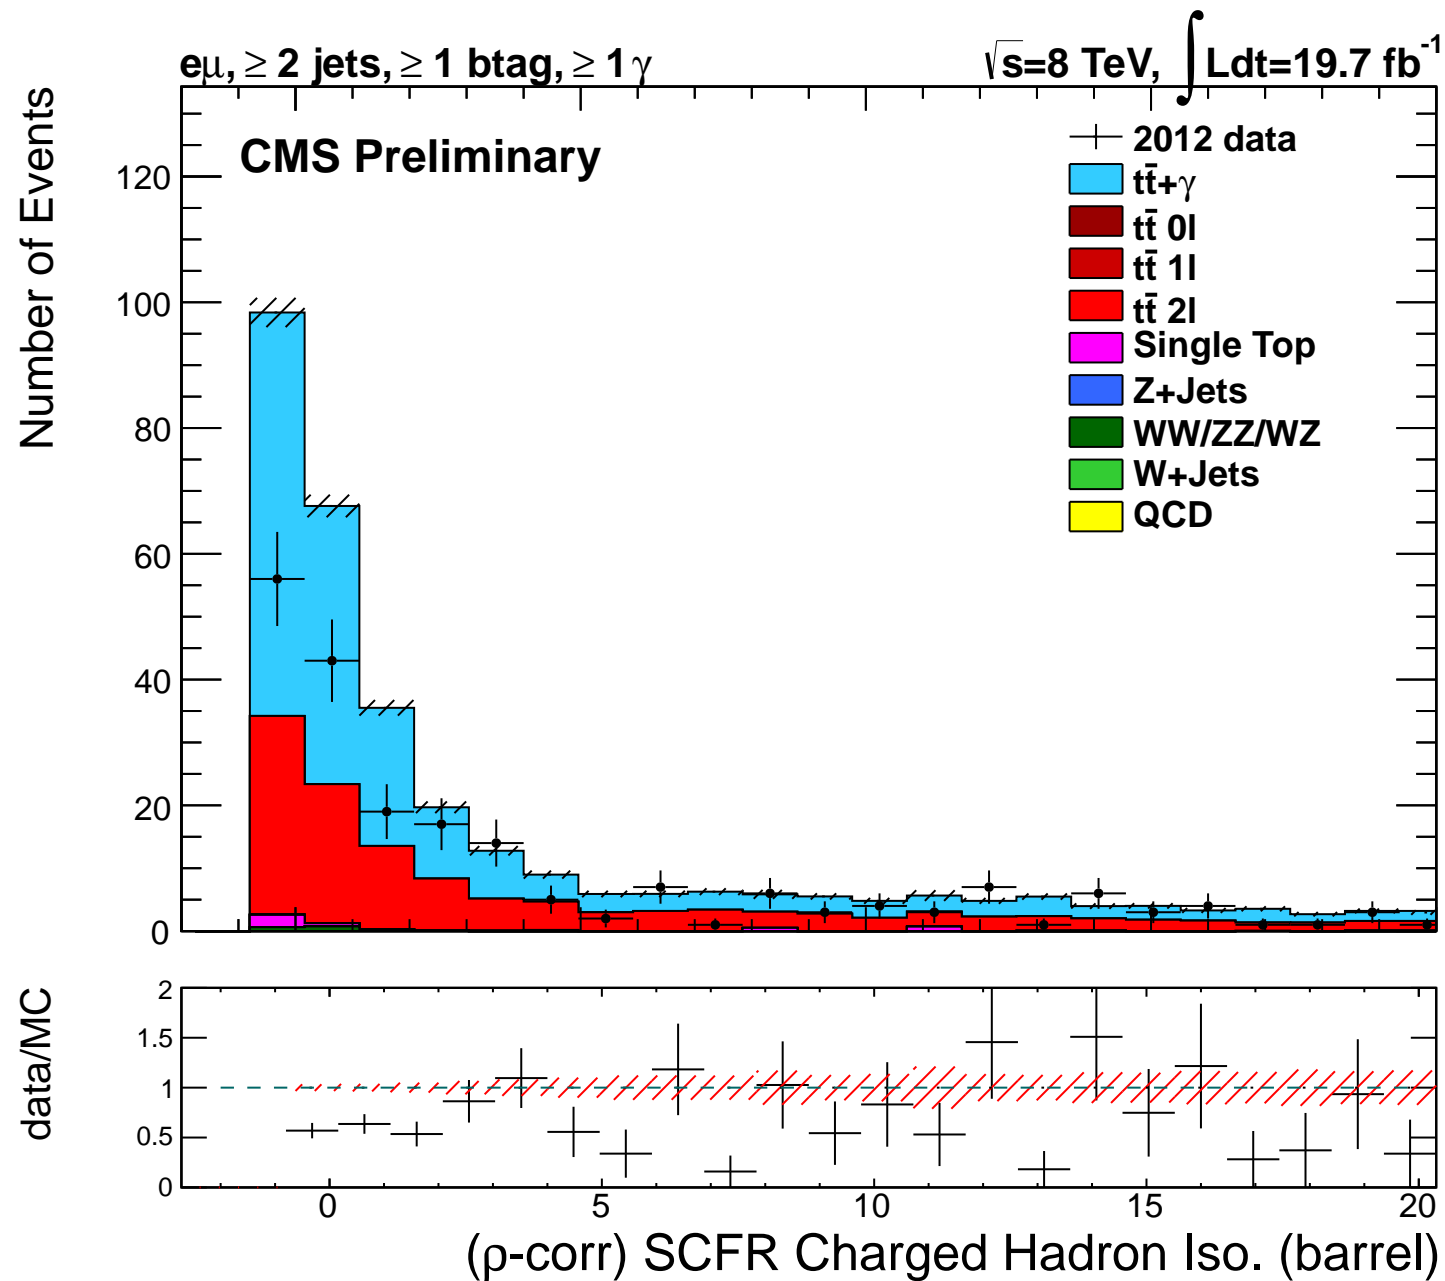 eμ, ≥ 2 jets, ≥ 1 btag, ≥ 1 γ
√s=8 TeV, ∫ Ldt=19.7 fb⁻¹
CMS Preliminary
2012 data
tt̄+γ
tt̄ 0l
tt̄ 1l
tt̄ 2l
Single Top
Z+Jets
WW/ZZ/WZ
W+Jets
QCD
Number of Events
120
100
80
60
40
20
0
data/MC
2
1.5
1
0.5
0
0 5 10 15 20
(ρ-corr) SCFR Charged Hadron Iso. (barrel)